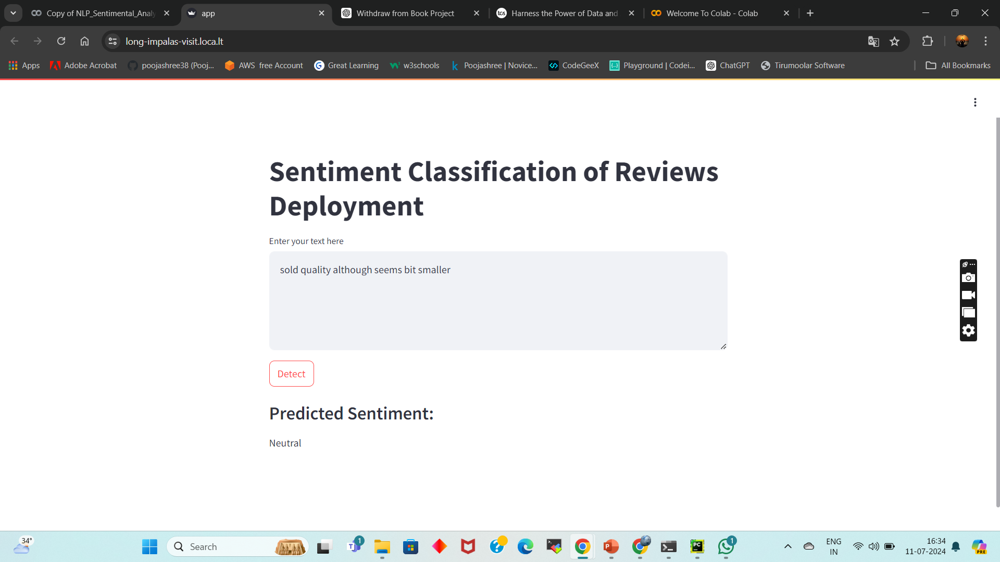 Copy of NLP_Sentimental_Analy
app
Withdraw from Book Project
tcs
Harness the Power of Data and
Welcome To Colab - Colab
long-impalas-visit.loca.lt
Apps
Adobe Acrobat
poojashree38 (Pooj...
AWS free Account
Great Learning
w3schools
Poojashree | Novice...
CodeGeeX
Playground | Codei...
ChatGPT
Tirumoolar Software
All Bookmarks
Sentiment Classification of Reviews
Deployment
Enter your text here
sold quality although seems bit smaller
Detect
Predicted Sentiment:
Neutral
34°
Search
1
PC
1
ENG
IN
16:34
11-07-2024
PRE